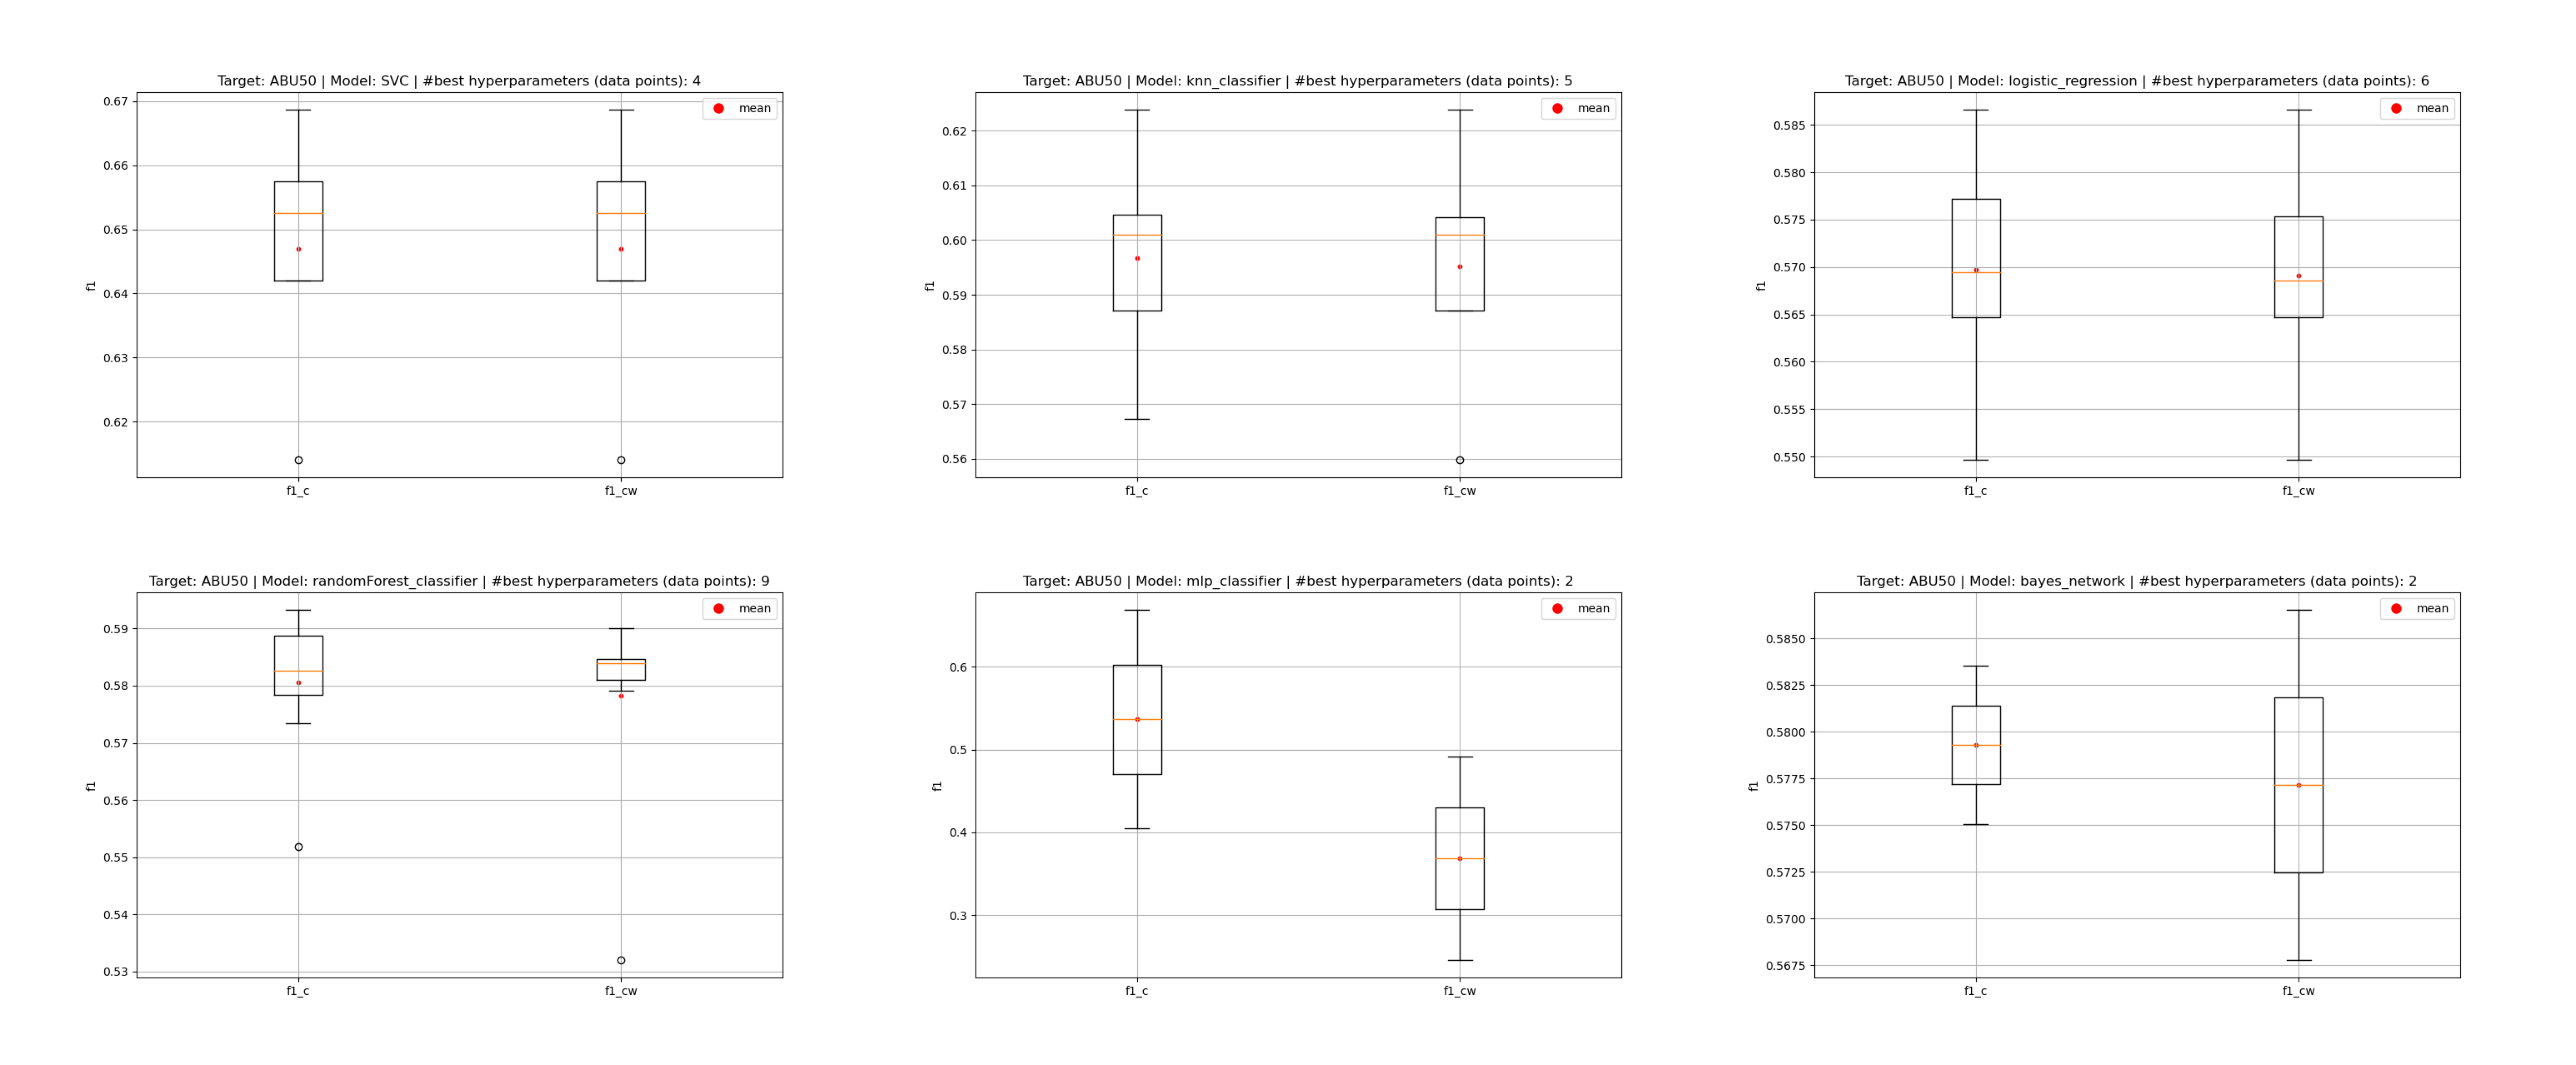 Target: ABU50 | Model: SVC | #best hyperparameters (data points): 4
mean
0.67
0.66
0.65
0.64
0.63
0.62
f1
f1_c
f1_cw
Target: ABU50 | Model: knn_classifier | #best hyperparameters (data points): 5
mean
0.62
0.61
0.60
0.59
0.58
0.57
0.56
f1
f1_c
f1_cw
Target: ABU50 | Model: logistic_regression | #best hyperparameters (data points): 6
mean
0.585
0.580
0.575
0.570
0.565
0.560
0.555
0.550
f1
f1_c
f1_cw
Target: ABU50 | Model: randomForest_classifier | #best hyperparameters (data points): 9
mean
0.59
0.58
0.57
0.56
0.55
0.54
0.53
f1
f1_c
f1_cw
Target: ABU50 | Model: mlp_classifier | #best hyperparameters (data points): 2
mean
0.6
0.5
0.4
0.3
f1
f1_c
f1_cw
Target: ABU50 | Model: bayes_network | #best hyperparameters (data points): 2
mean
0.5850
0.5825
0.5800
0.5775
0.5750
0.5725
0.5700
0.5675
f1
f1_c
f1_cw